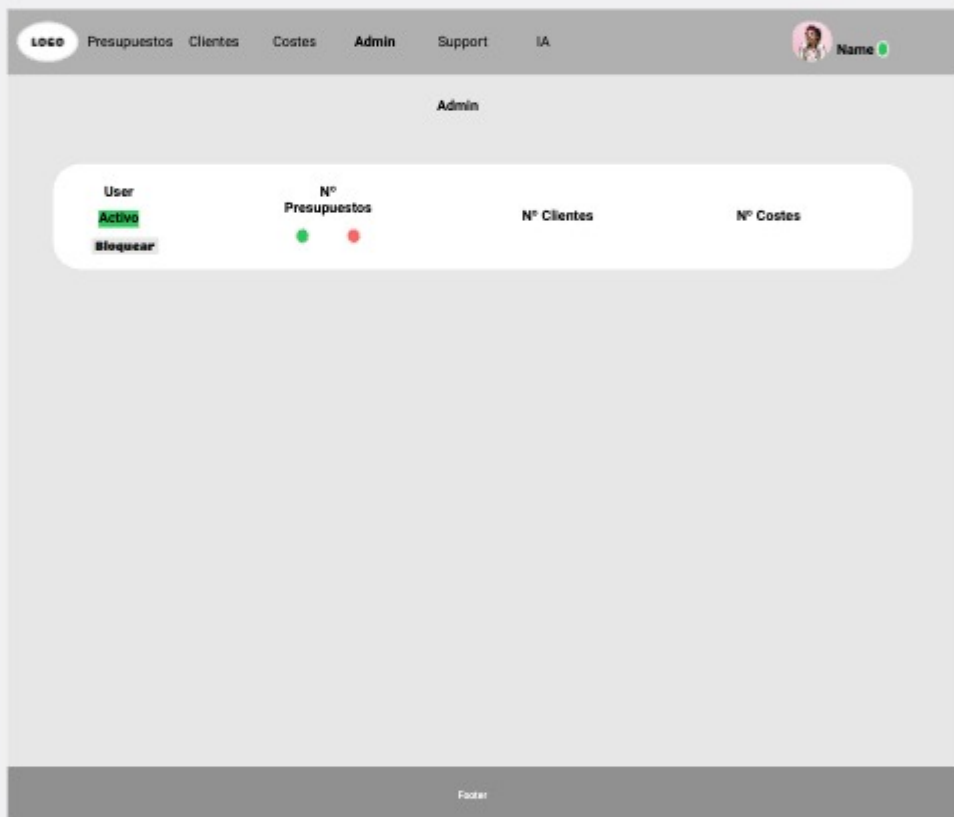 LOGO Presupuestos Clientes Costes Admin Support IA Name
Admin
User
Activo
Bloquear
Nº
Presupuestos
Nº Clientes
Nº Costes
Footer